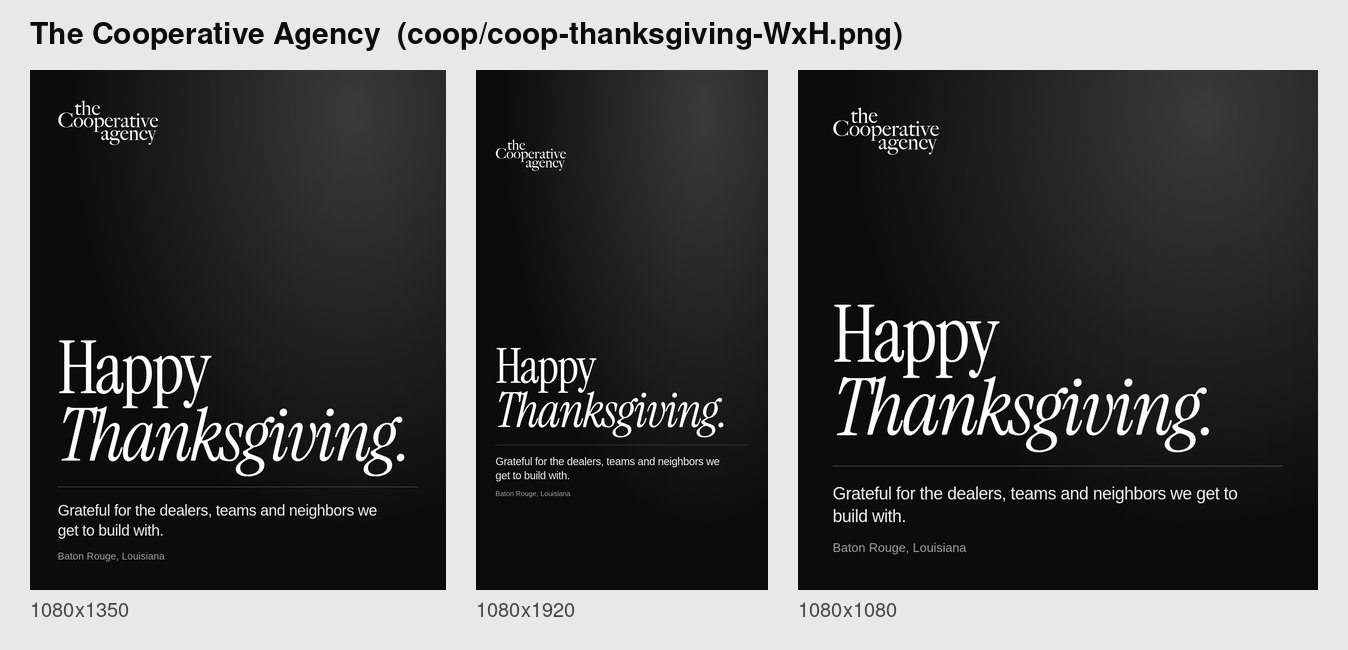 The Cooperative Agency (coop/coop-thanksgiving-WxH.png)
the
Cooperative
agency
Happy
Thanksgiving.
Grateful for the dealers, teams and neighbors we
get to build with.
Baton Rouge, Louisiana
1080x1350
the
Cooperative
agency
Happy
Thanksgiving.
Grateful for the dealers, teams and neighbors we
get to build with.
Baton Rouge, Louisiana
1080x1920
the
Cooperative
agency
Happy
Thanksgiving.
Grateful for the dealers, teams and neighbors we get to
build with.
Baton Rouge, Louisiana
1080x1080